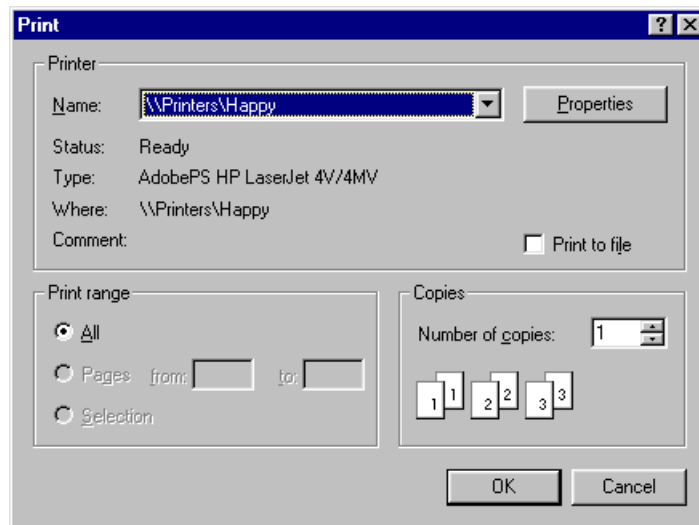 Print
Printer
Name: \\Printers\Happy Properties
Status: Ready
Type: AdobePS HP LaserJet 4V/4MV
Where: \\Printers\Happy
Comment: Print to file
Print range
All
Pages from: to:
Selection
Copies
Number of copies: 1
1 1 2 2 3 3
OK Cancel